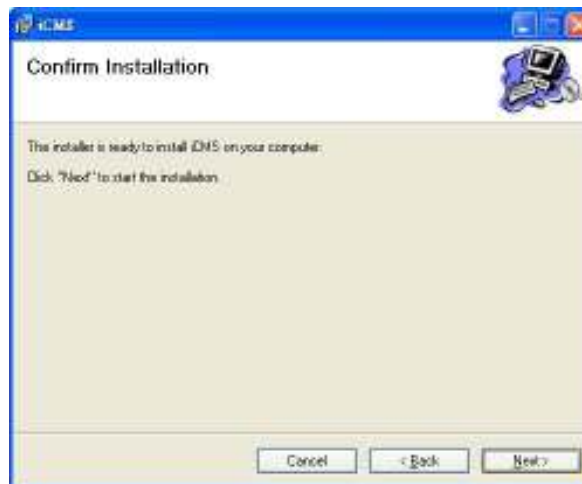 iCMS
Confirm Installation
The installer is ready to install iCMS on your computer.
Click "Next" to start the installation.
Cancel
< Back
Next >